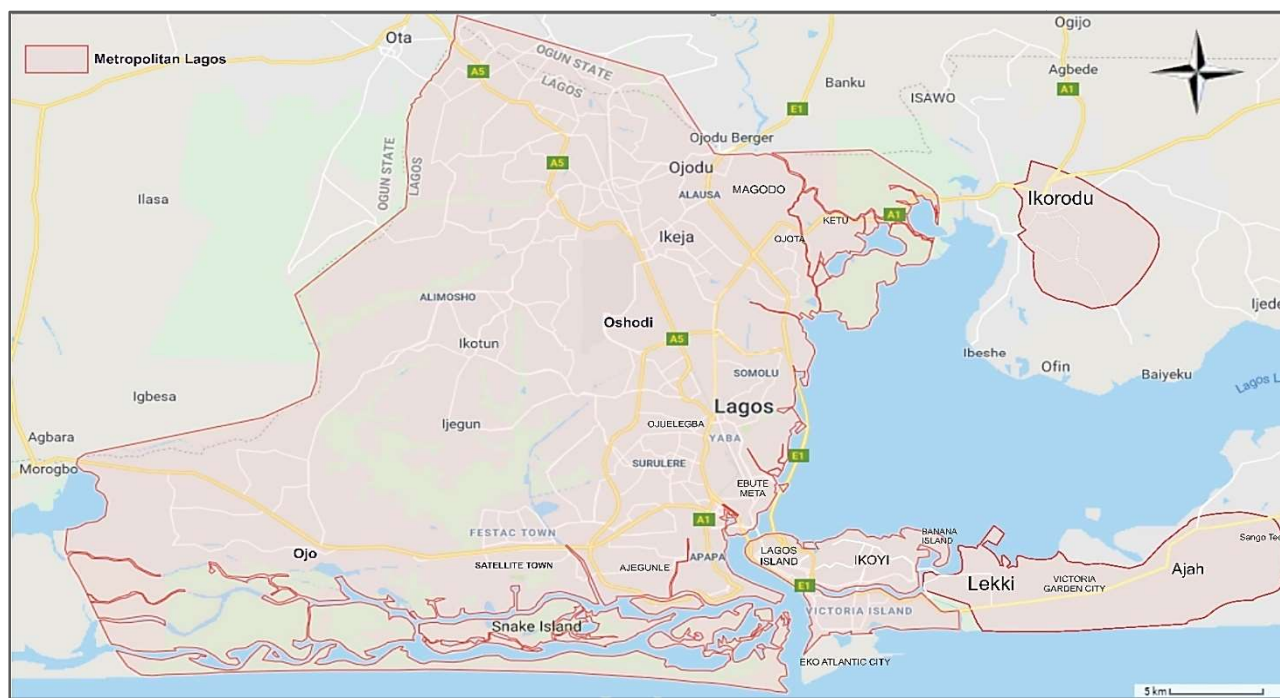 Metropolitan Lagos
Ota
Ogijo
OGUN STATE
LAGOS
A5
Agbede
A1
Banku
ISAWO
E1
Ojodu Berger
OGUN STATE
LAGOS
A5
Ojodu
ALAUSA
MAGODO
Ilasa
Ikorodu
KETU
A1
OJOTA
Ikeja
ALIMOSHO
Ijede
Oshodi
A5
Ikotun
Ibeshe
Ofin
Baiyeku
SOMOLU
Lagos L
Igbesa
Lagos
Ijegun
OJUELEGBA
YABA
Agbara
Morogbo
SURULERE
E1
EBUTE
META
A1
FESTAC TOWN
BANANA
ISLAND
Sango Ted
Ojo
SATELLITE TOWN
AJEGUNLE
APAPA
LAGOS
ISLAND
IKOYI
Lekki
VICTORIA
GARDEN CITY
Ajah
E1
VICTORIA ISLAND
Snake Island
EKO ATLANTIC CITY
5 km